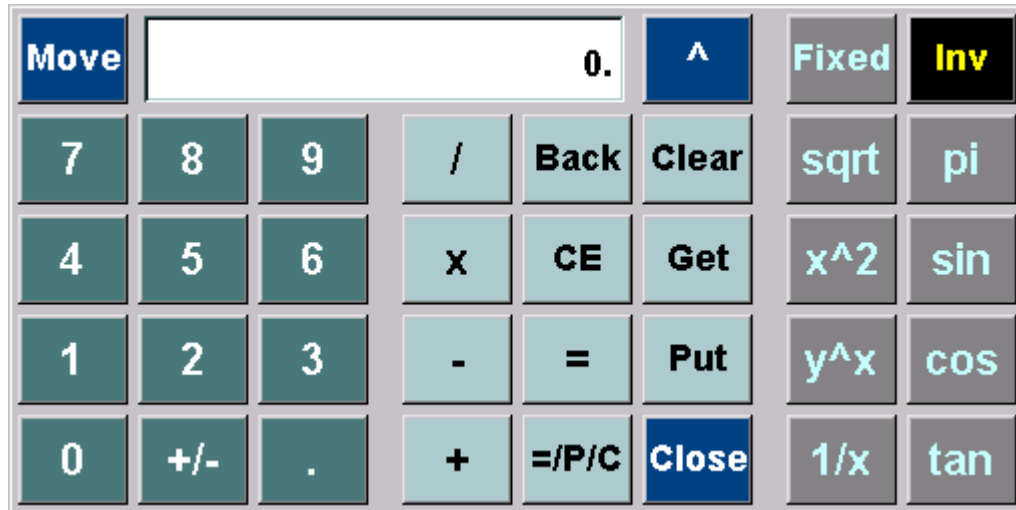 Move 0. ^ Fixed Inv
7 8 9 / Back Clear sqrt pi
4 5 6 x CE Get x^2 sin
1 2 3 - = Put y^x cos
0 +/- . + =/P/C Close 1/x tan